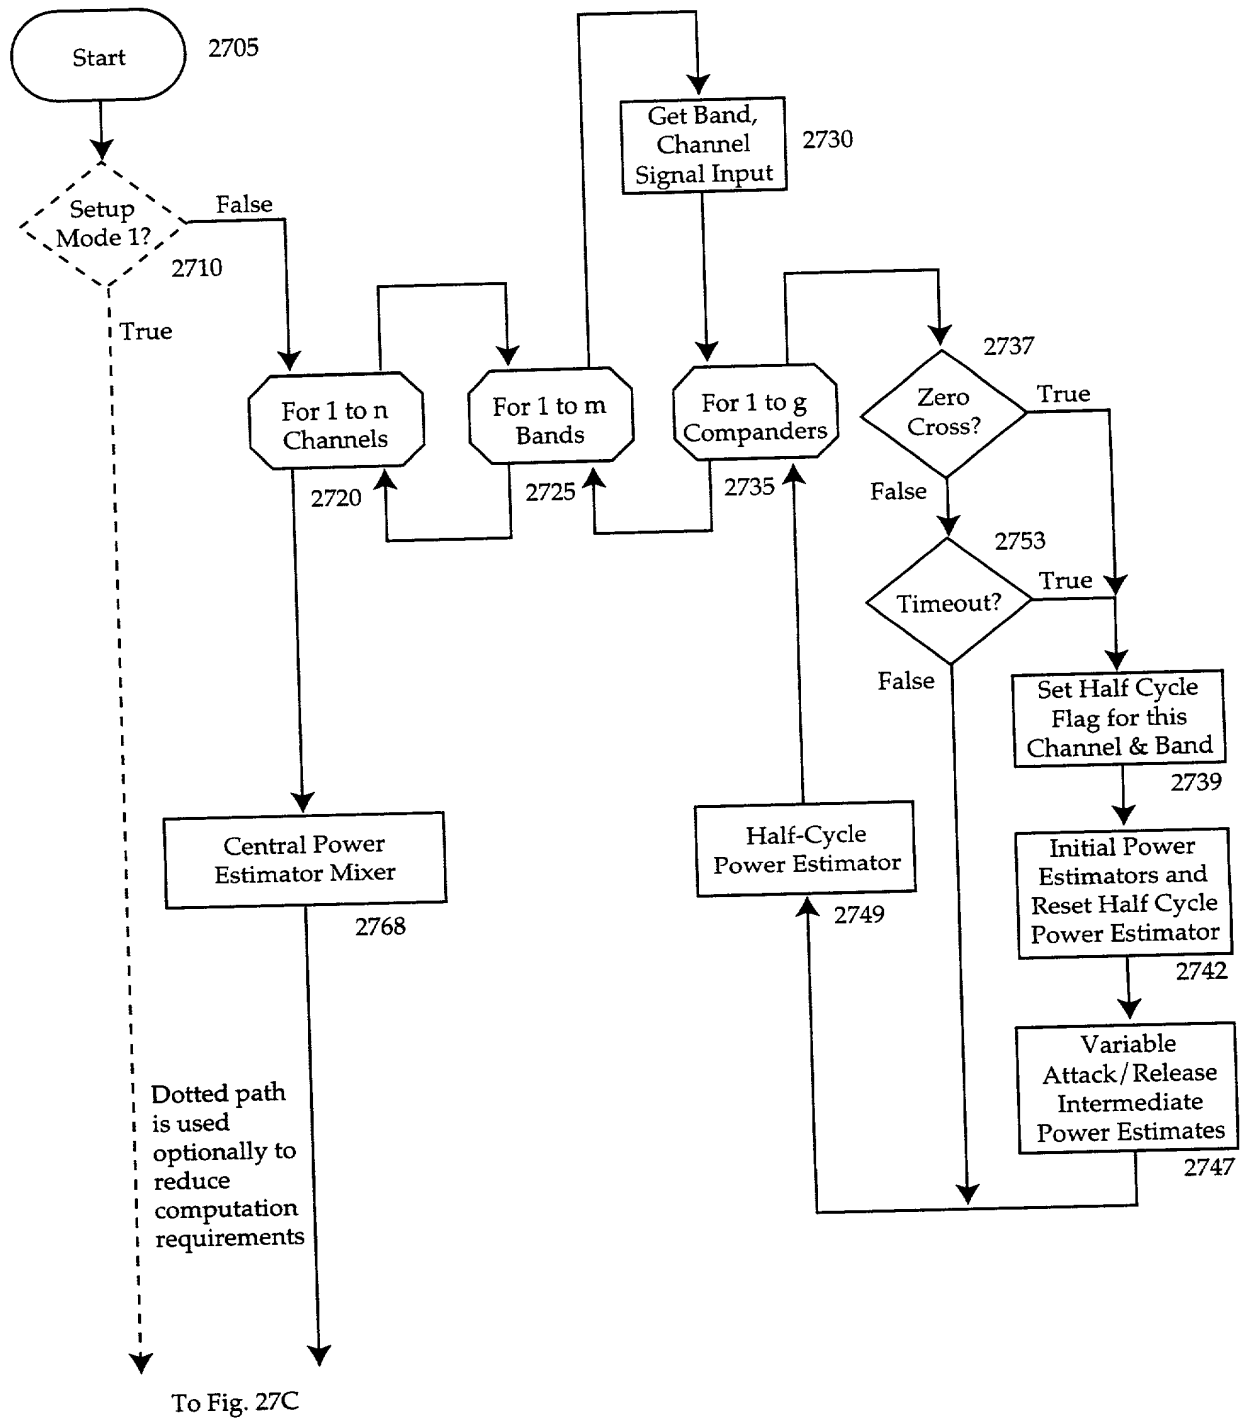 Start
2705
Setup
Mode 1?
2710
False
True
Get Band,
Channel
Signal Input
2730
For 1 to n
Channels
2720
For 1 to m
Bands
2725
For 1 to g
Companders
2735
2737
Zero
Cross?
True
False
2753
Timeout?
True
False
Set Half Cycle
Flag for this
Channel & Band
2739
Central Power
Estimator Mixer
2768
Half-Cycle
Power Estimator
2749
Initial Power
Estimators and
Reset Half Cycle
Power Estimator
2742
Variable
Attack/Release
Intermediate
Power Estimates
2747
Dotted path
is used
optionally to
reduce
computation
requirements
To Fig. 27C